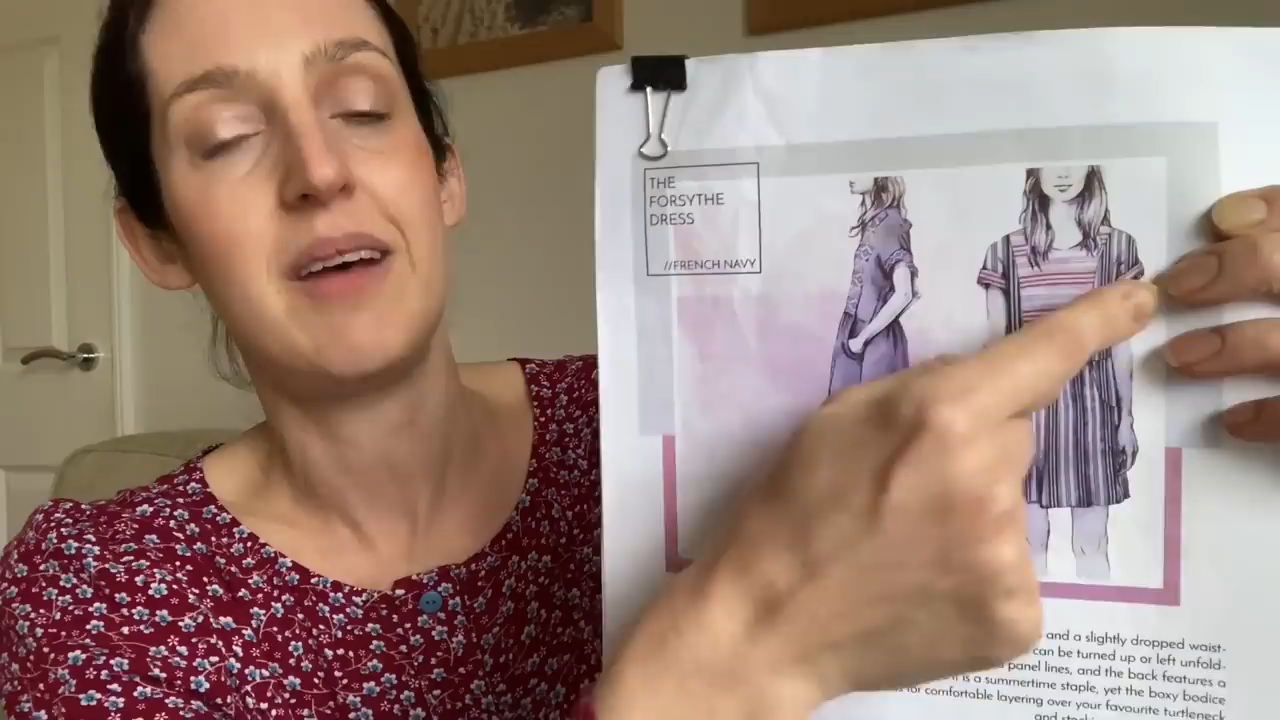 THE
FORSYTHE
DRESS
//FRENCH NAVY
and a slightly dropped waist-
can be turned up or left unfold-
panel lines, and the back features a
is a summertime staple, yet the boxy bodice
for comfortable layering over your favourite turtleneck